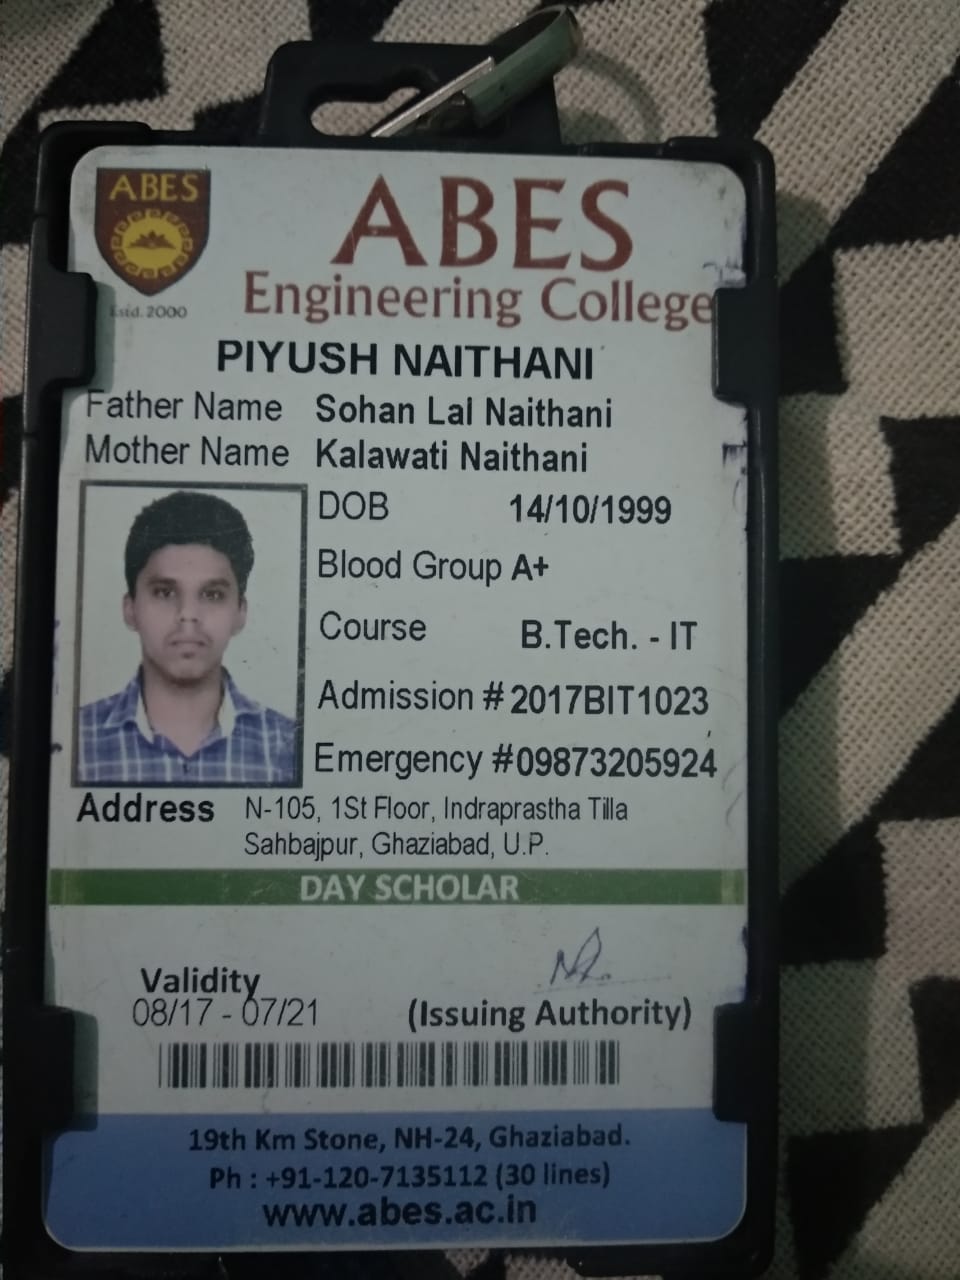 ABES
Estd. 2000
ABES
Engineering College
PIYUSH NAITHANI
Father Name Sohan Lal Naithani
Mother Name Kalawati Naithani
DOB 14/10/1999
Blood Group A+
Course B.Tech. - IT
Admission # 2017BIT1023
Emergency #09873205924
Address N-105, 1St Floor, Indraprastha Tilla
Sahbajpur, Ghaziabad, U.P.
DAY SCHOLAR
Validity
08/17 - 07/21 (Issuing Authority)
19th Km Stone, NH-24, Ghaziabad.
Ph : +91-120-7135112 (30 lines)
www.abes.ac.in